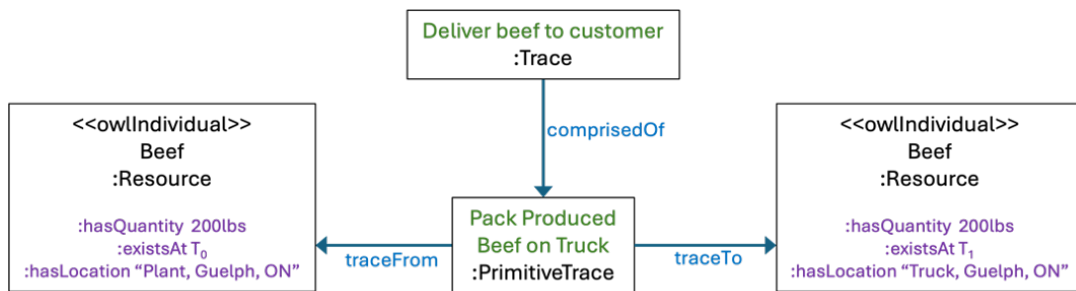 Deliver beef to customer
:Trace
comprisedOf
<<owlIndividual>>
Beef
:Resource
:hasQuantity 200lbs
:existsAt T₀
:hasLocation “Plant, Guelph, ON”
traceFrom
Pack Produced
Beef on Truck
:PrimitiveTrace
traceTo
<<owlIndividual>>
Beef
:Resource
:hasQuantity 200lbs
:existsAt T₁
:hasLocation “Truck, Guelph, ON”